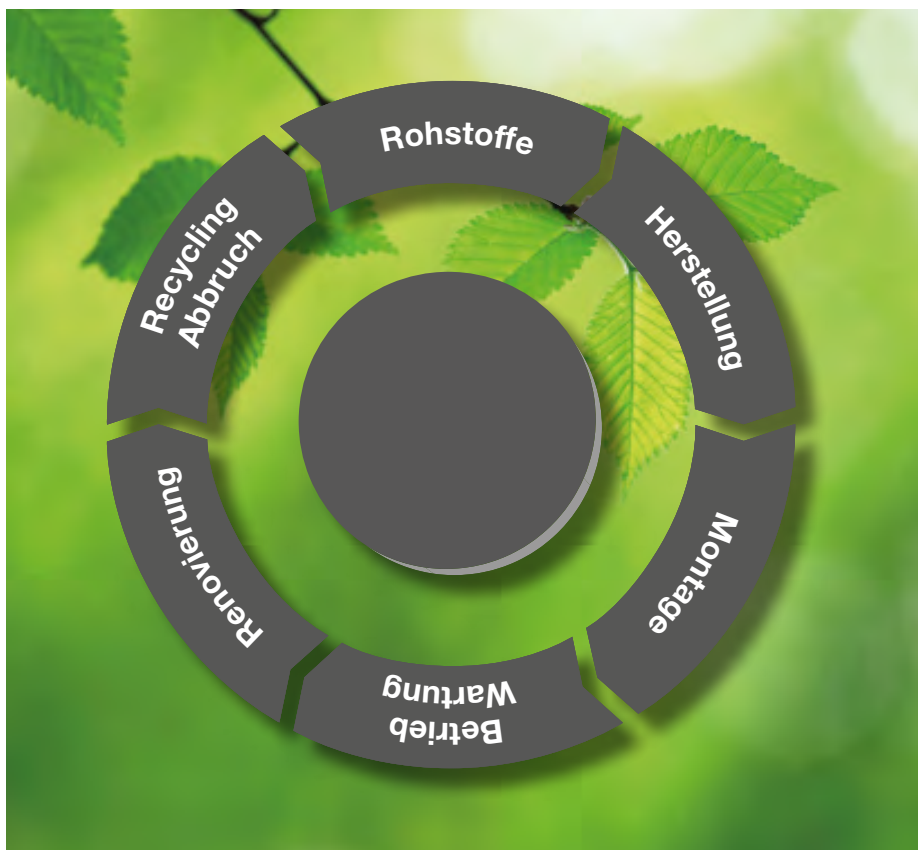 Rohstoffe
Herstellung
Montage
Betrieb
Wartung
Renovierung
Recycling
Abbruch